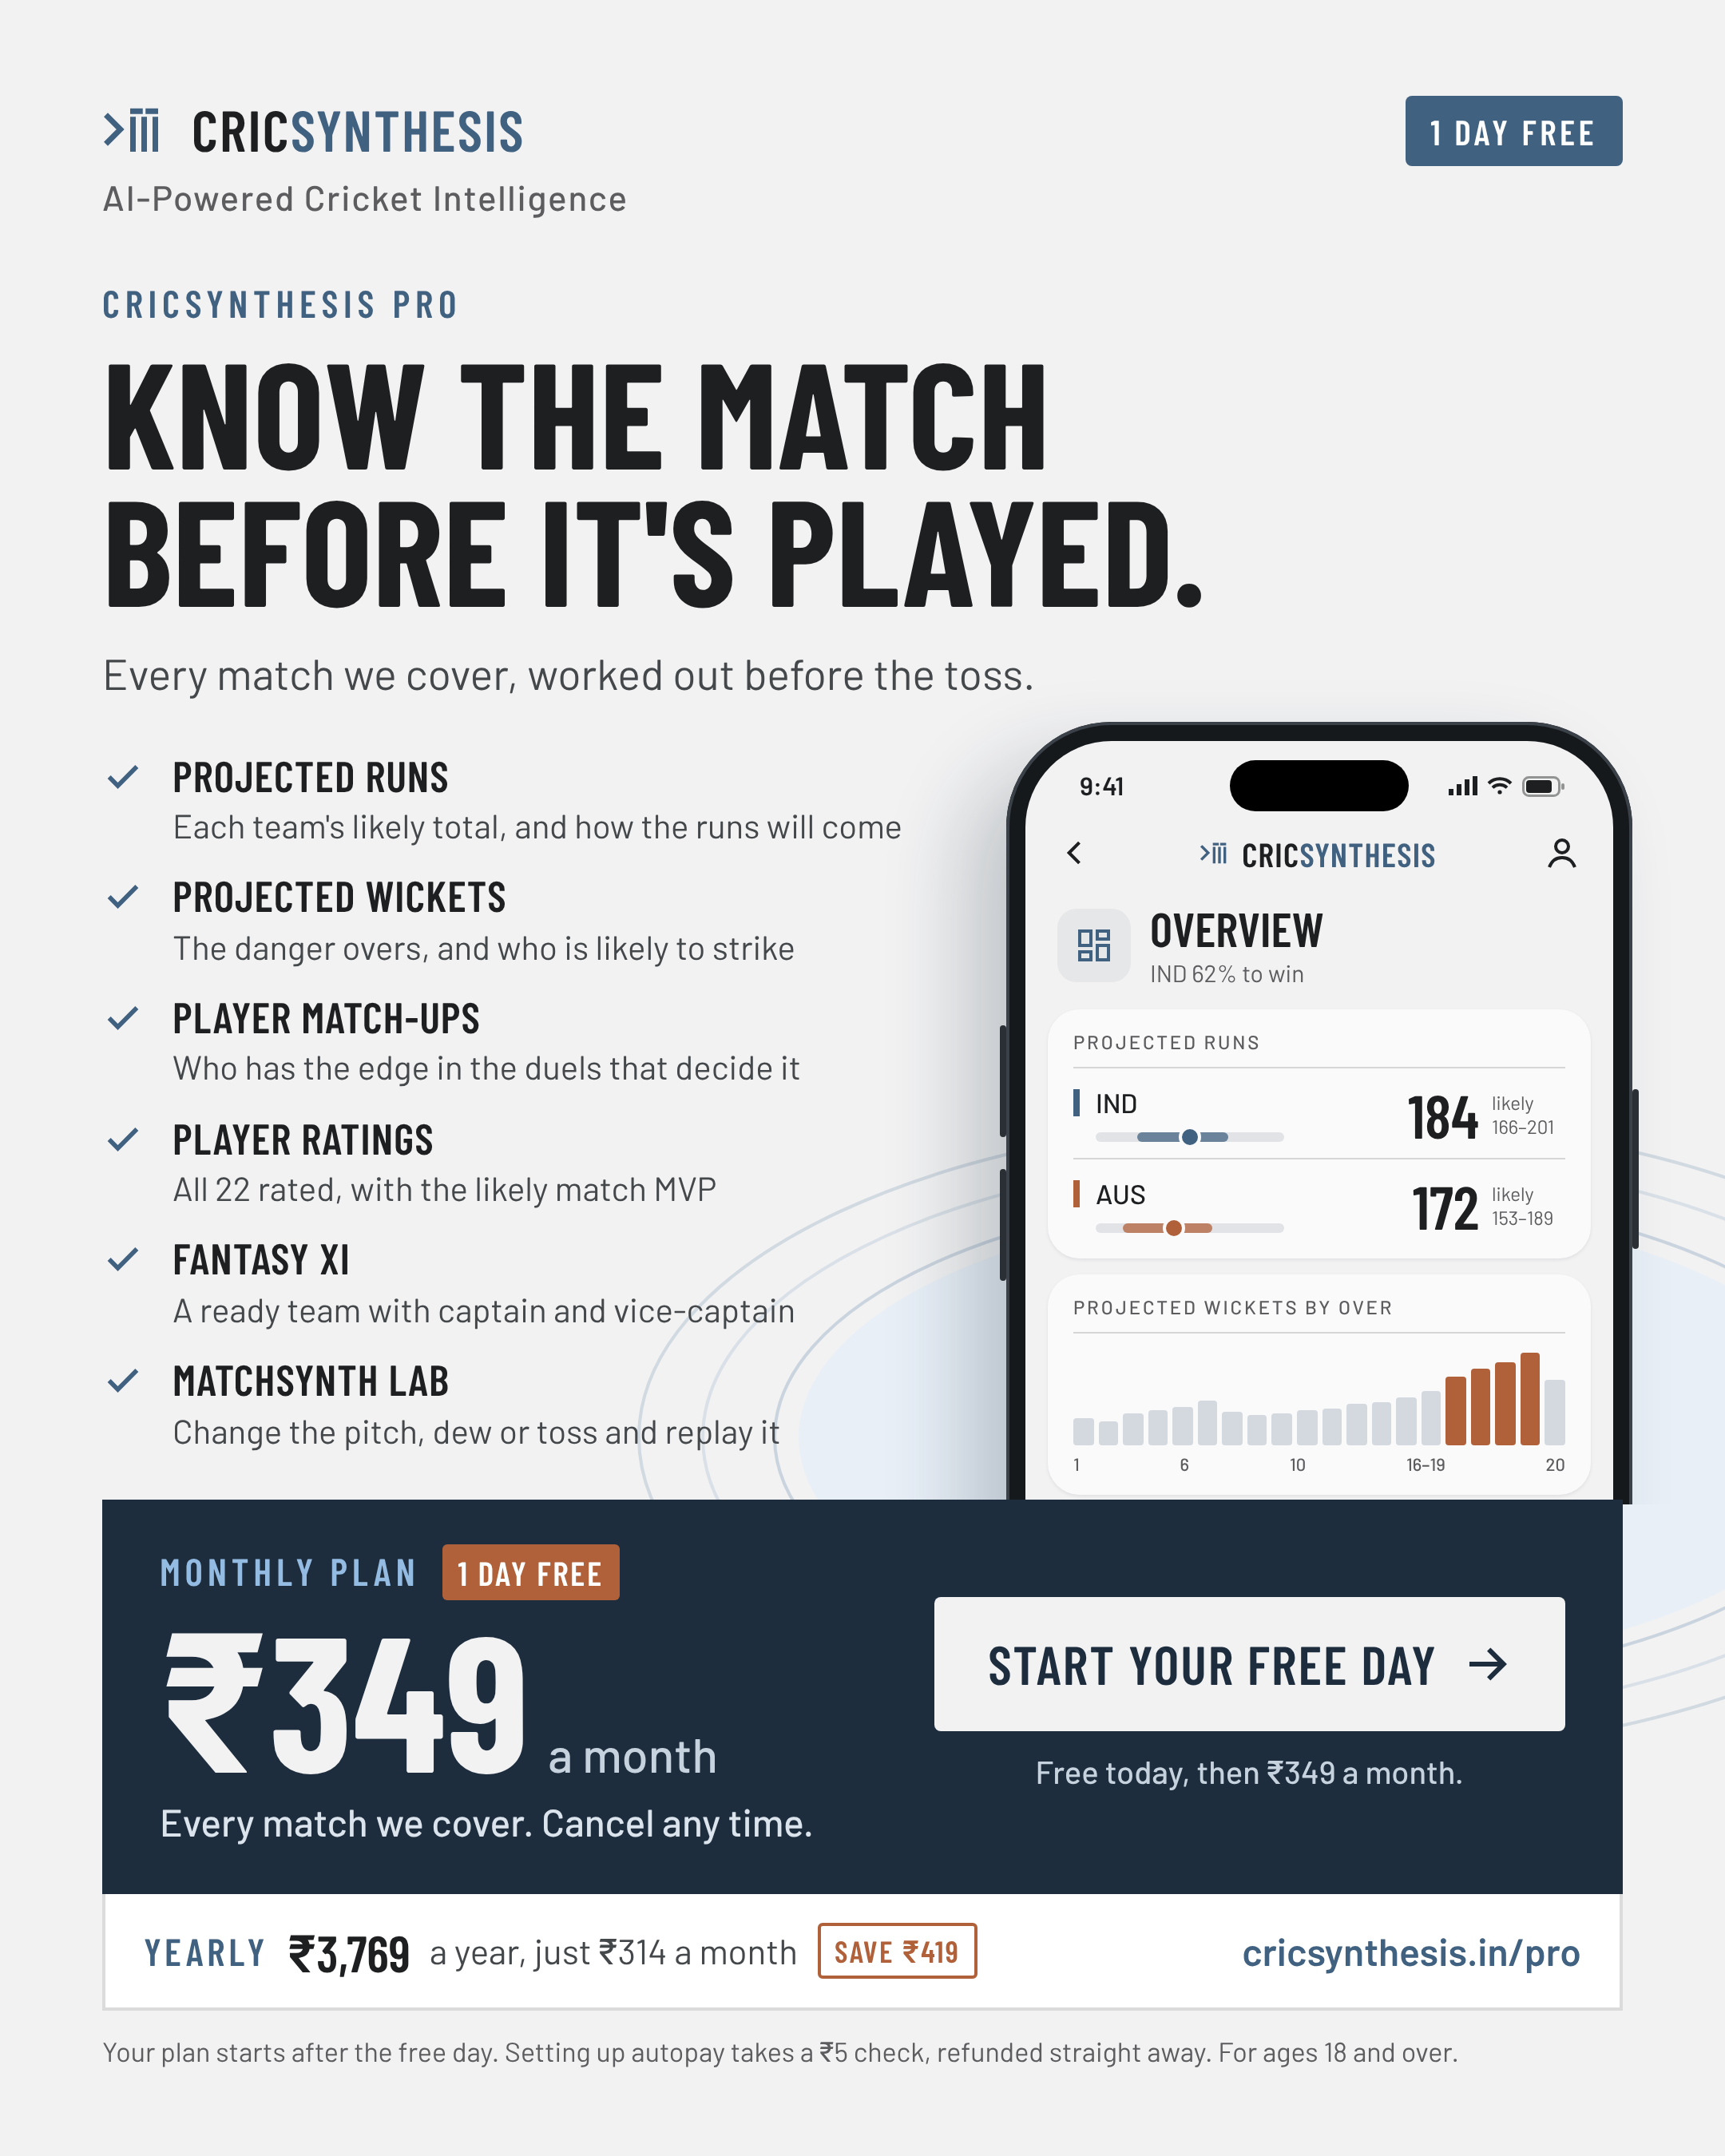 CRICSYNTHESIS
1 DAY FREE
AI-Powered Cricket Intelligence
CRICSYNTHESIS PRO
KNOW THE MATCH
BEFORE IT'S PLAYED.
Every match we cover, worked out before the toss.
PROJECTED RUNS
Each team's likely total, and how the runs will come
PROJECTED WICKETS
The danger overs, and who is likely to strike
PLAYER MATCH-UPS
Who has the edge in the duels that decide it
PLAYER RATINGS
All 22 rated, with the likely match MVP
FANTASY XI
A ready team with captain and vice-captain
MATCHSYNTH LAB
Change the pitch, dew or toss and replay it
9:41
CRICSYNTHESIS
OVERVIEW
IND 62% to win
PROJECTED RUNS
IND 184 likely
166–201
AUS 172 likely
153–189
PROJECTED WICKETS BY OVER
1 6 10 16–19 20
MONTHLY PLAN 1 DAY FREE
₹349 a month
Every match we cover. Cancel any time.
START YOUR FREE DAY →
Free today, then ₹349 a month.
YEARLY ₹3,769 a year, just ₹314 a month SAVE ₹419 cricsynthesis.in/pro
Your plan starts after the free day. Setting up autopay takes a ₹5 check, refunded straight away. For ages 18 and over.